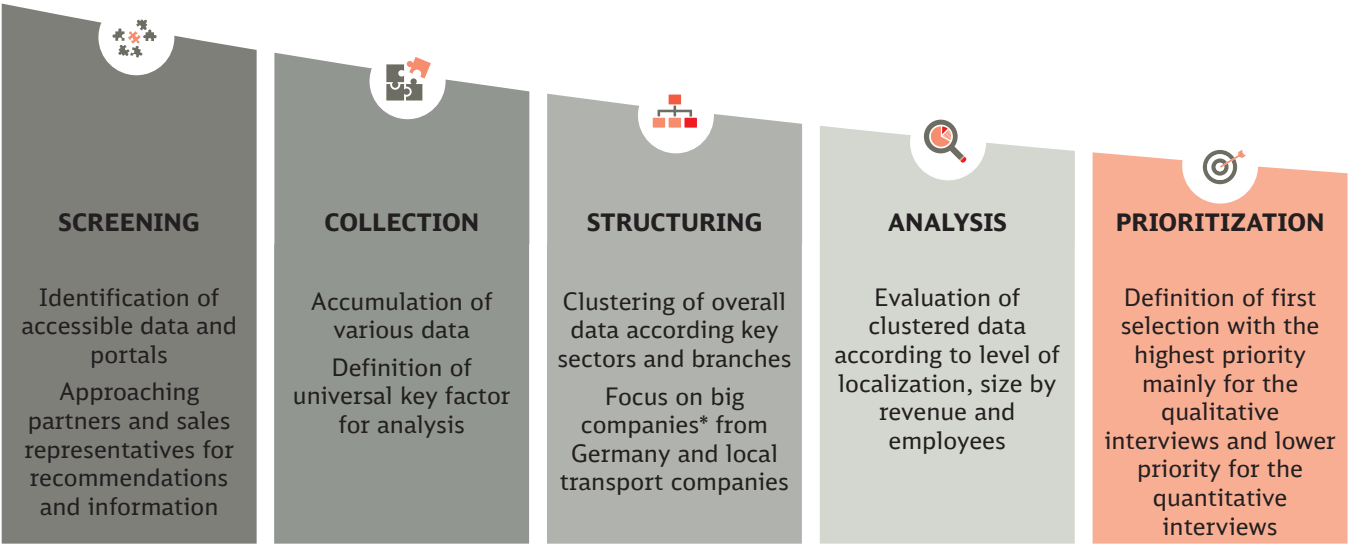 SCREENING
Identification of
accessible data and
portals
Approaching
partners and sales
representatives for
recommendations
and information
COLLECTION
Accumulation of
various data
Definition of
universal key factor
for analysis
STRUCTURING
Clustering of overall
data according key
sectors and branches
Focus on big
companies* from
Germany and local
transport companies
ANALYSIS
Evaluation of
clustered data
according to level of
localization, size by
revenue and
employees
PRIORITIZATION
Definition of first
selection with the
highest priority
mainly for the
qualitative
interviews and lower
priority for the
quantitative
interviews